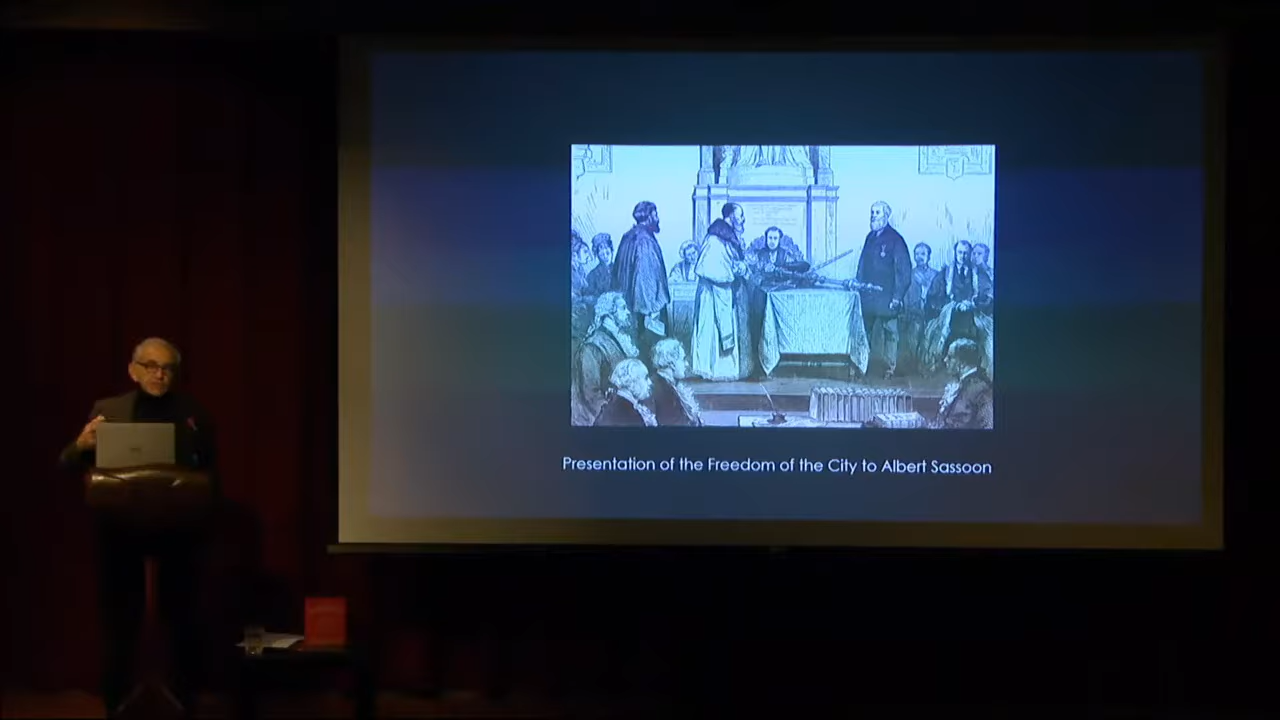 Presentation of the Freedom of the City to Albert Sassoon